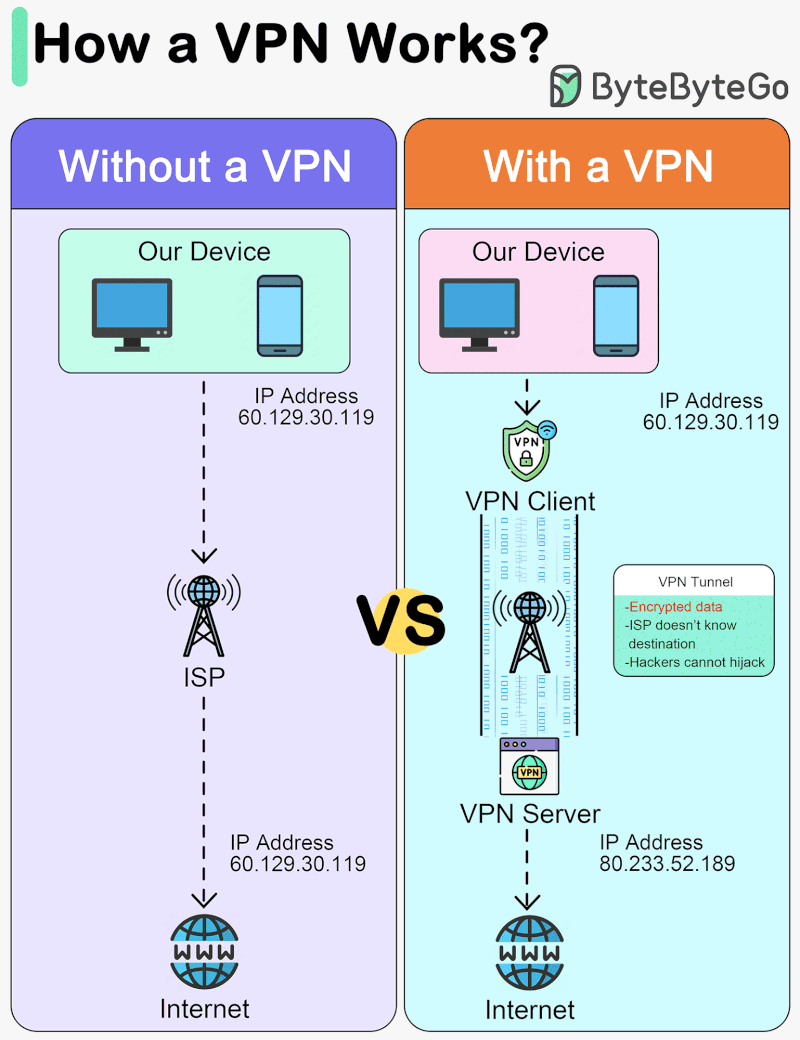 How a VPN Works?
ByteByteGo
Without a VPN
Our Device
IP Address
60.129.30.119
ISP
IP Address
60.129.30.119
WWW
Internet
VS
With a VPN
Our Device
IP Address
60.129.30.119
VPN
VPN Client
VPN Tunnel
-Encrypted data
-ISP doesn't know
destination
-Hackers cannot hijack
VPN
VPN Server
IP Address
80.233.52.189
WWW
Internet